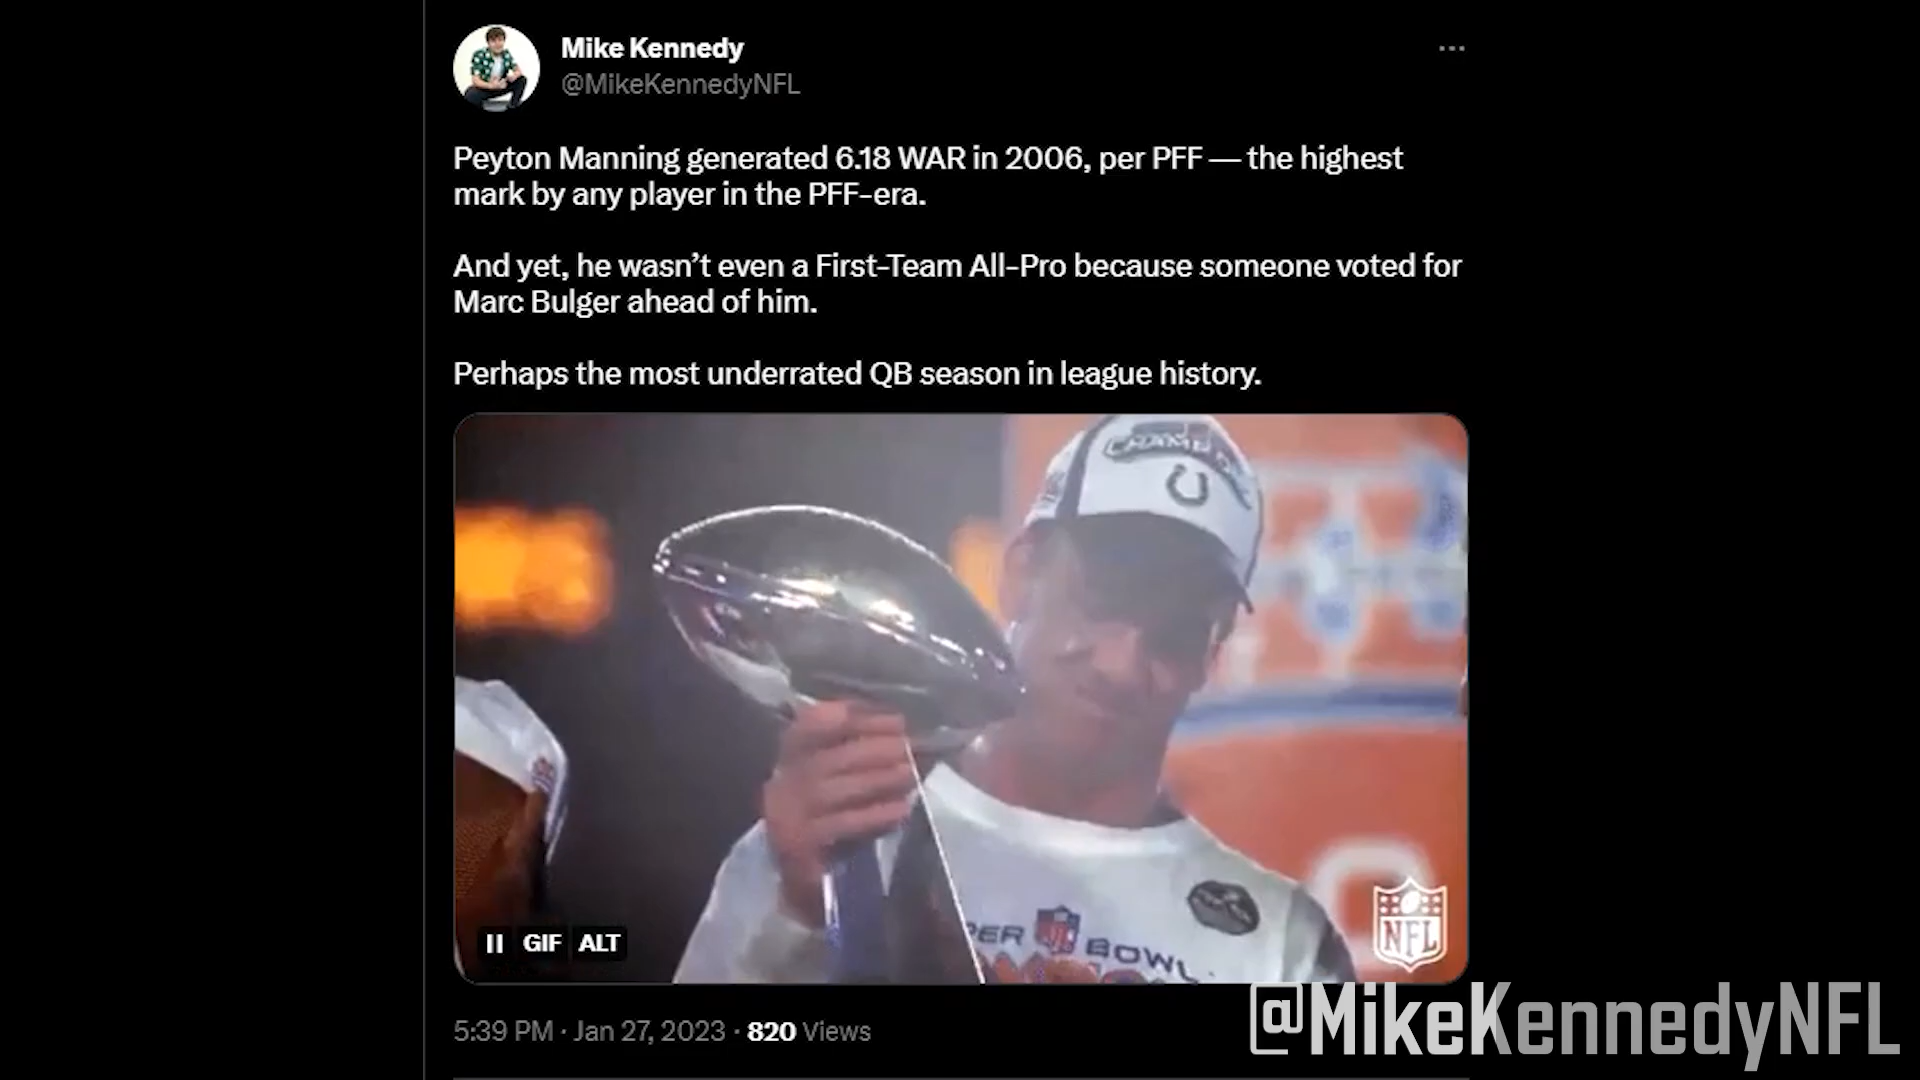 Mike Kennedy
@MikeKennedyNFL
Peyton Manning generated 6.18 WAR in 2006, per PFF — the highest
mark by any player in the PFF-era.
And yet, he wasn’t even a First-Team All-Pro because someone voted for
Marc Bulger ahead of him.
Perhaps the most underrated QB season in league history.
BOWL
NFL
GIF ALT
5:39 PM · Jan 27, 2023 · 820 Views
@MikeKennedyNFL